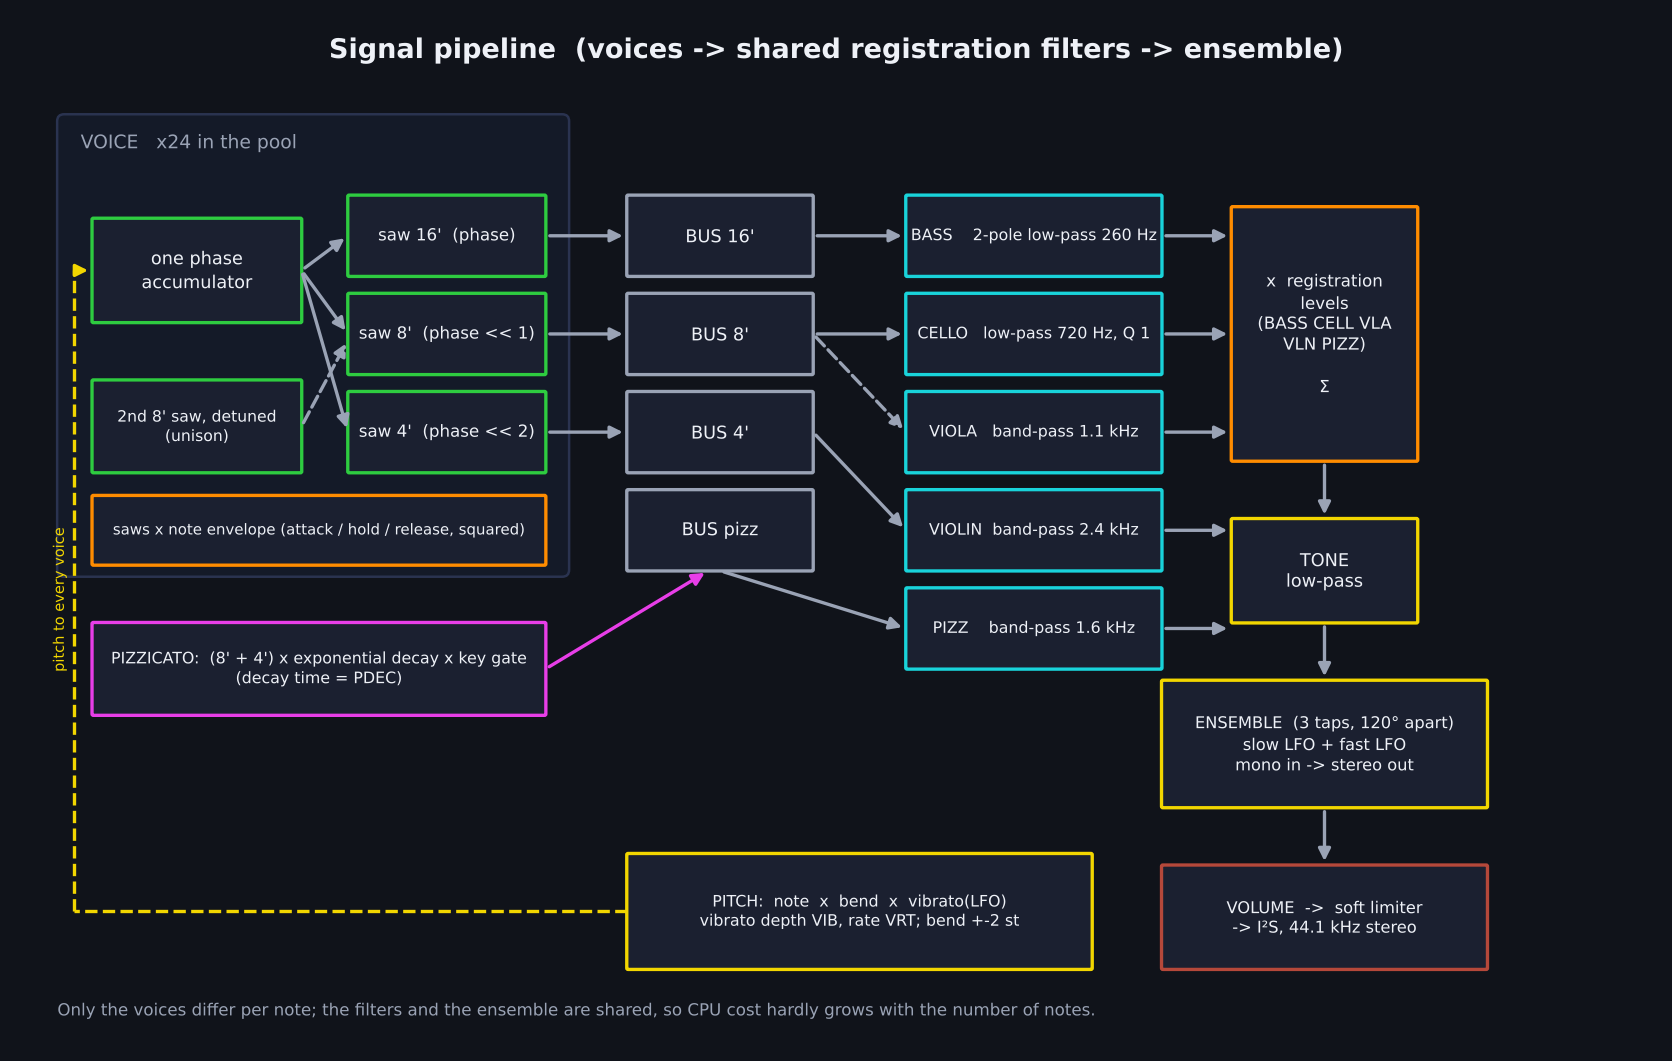 Signal pipeline  (voices -> shared registration filters -> ensemble)
VOICE   x24 in the pool
one phase
accumulator
2nd 8' saw, detuned
(unison)
saw 16'  (phase)
saw 8'  (phase << 1)
saw 4'  (phase << 2)
saws x note envelope (attack / hold / release, squared)
PIZZICATO:  (8' + 4') x exponential decay x key gate
(decay time = PDEC)
pitch to every voice
BUS 16'
BUS 8'
BUS 4'
BUS pizz
BASS    2-pole low-pass 260 Hz
CELLO   low-pass 720 Hz, Q 1
VIOLA   band-pass 1.1 kHz
VIOLIN  band-pass 2.4 kHz
PIZZ    band-pass 1.6 kHz
x  registration
levels
(BASS CELL VLA
VLN PIZZ)
Σ
TONE
low-pass
ENSEMBLE  (3 taps, 120° apart)
slow LFO + fast LFO
mono in -> stereo out
PITCH:  note  x  bend  x  vibrato(LFO)
vibrato depth VIB, rate VRT; bend +-2 st
VOLUME  ->  soft limiter
-> I²S, 44.1 kHz stereo
Only the voices differ per note; the filters and the ensemble are shared, so CPU cost hardly grows with the number of notes.